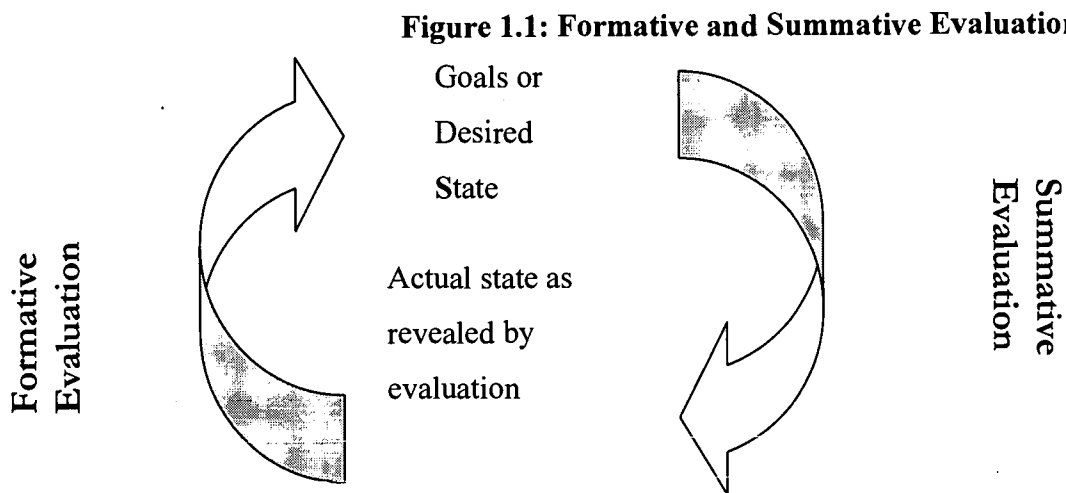 Figure 1.1: Formative and Summative Evaluation
Goals or
Desired
State
Actual state as
revealed by
evaluation
Formative
Evaluation
Summative
Evaluation